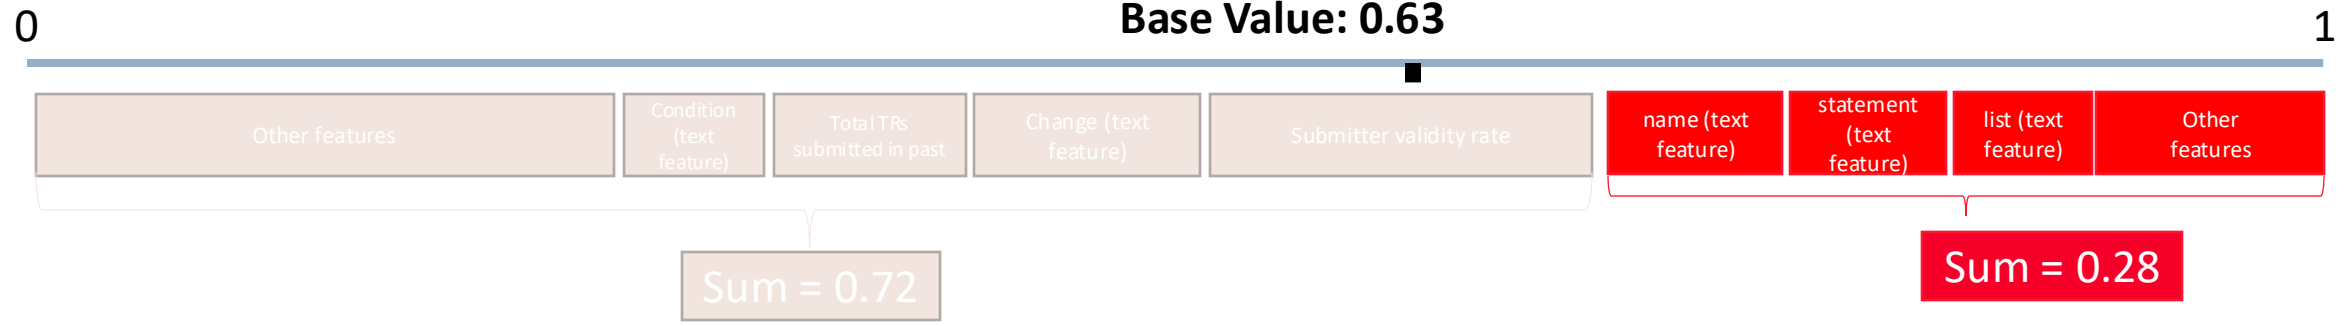 Base Value: 0.63
0
1
Other features
Condition
(text
feature)
Total TRs
submitted in past
Change (text
feature)
Submitter validity rate
name (text
feature)
statement
(text
feature)
list (text
feature)
Other
features
Sum = 0.72
Sum = 0.28